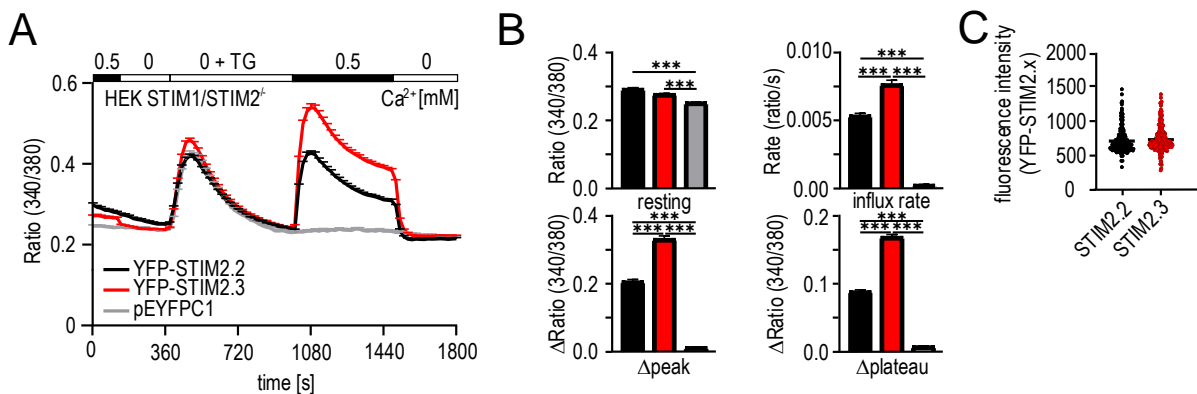 A
0.5 0 0 + TG 0.5 0
HEK STIM1/STIM2-/- Ca2+[mM]
Ratio (340/380)
0.6
0.4
0.2
0
YFP-STIM2.2
YFP-STIM2.3
pEYFPC1
0 360 720 1080 1440 1800
time [s]
B
Ratio (340/380)
0.4
0.3
0.2
0.1
0.0
***
***
resting
Rate (ratio/s)
0.010
0.005
0.000
***
*** ***
influx rate
ΔRatio (340/380)
0.4
0.2
0.0
***
*** ***
Δpeak
ΔRatio (340/380)
0.2
0.1
0.0
***
*** ***
Δplateau
C
fluorescence intensity
(YFP-STIM2.x)
2000
1500
1000
500
0
STIM2.2
STIM2.3